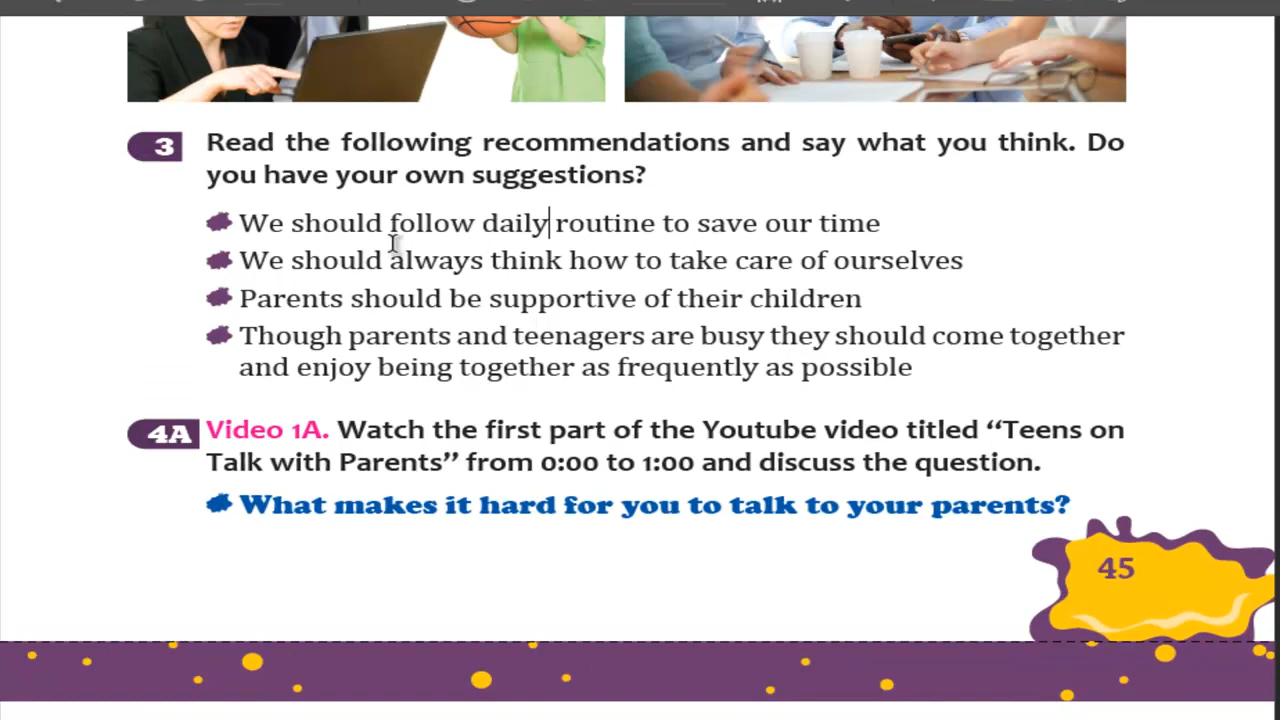 3 Read the following recommendations and say what you think. Do
you have your own suggestions?
We should follow daily routine to save our time
We should always think how to take care of ourselves
Parents should be supportive of their children
Though parents and teenagers are busy they should come together
and enjoy being together as frequently as possible
4A Video 1A. Watch the first part of the Youtube video titled “Teens on
Talk with Parents” from 0:00 to 1:00 and discuss the question.
What makes it hard for you to talk to your parents?
45